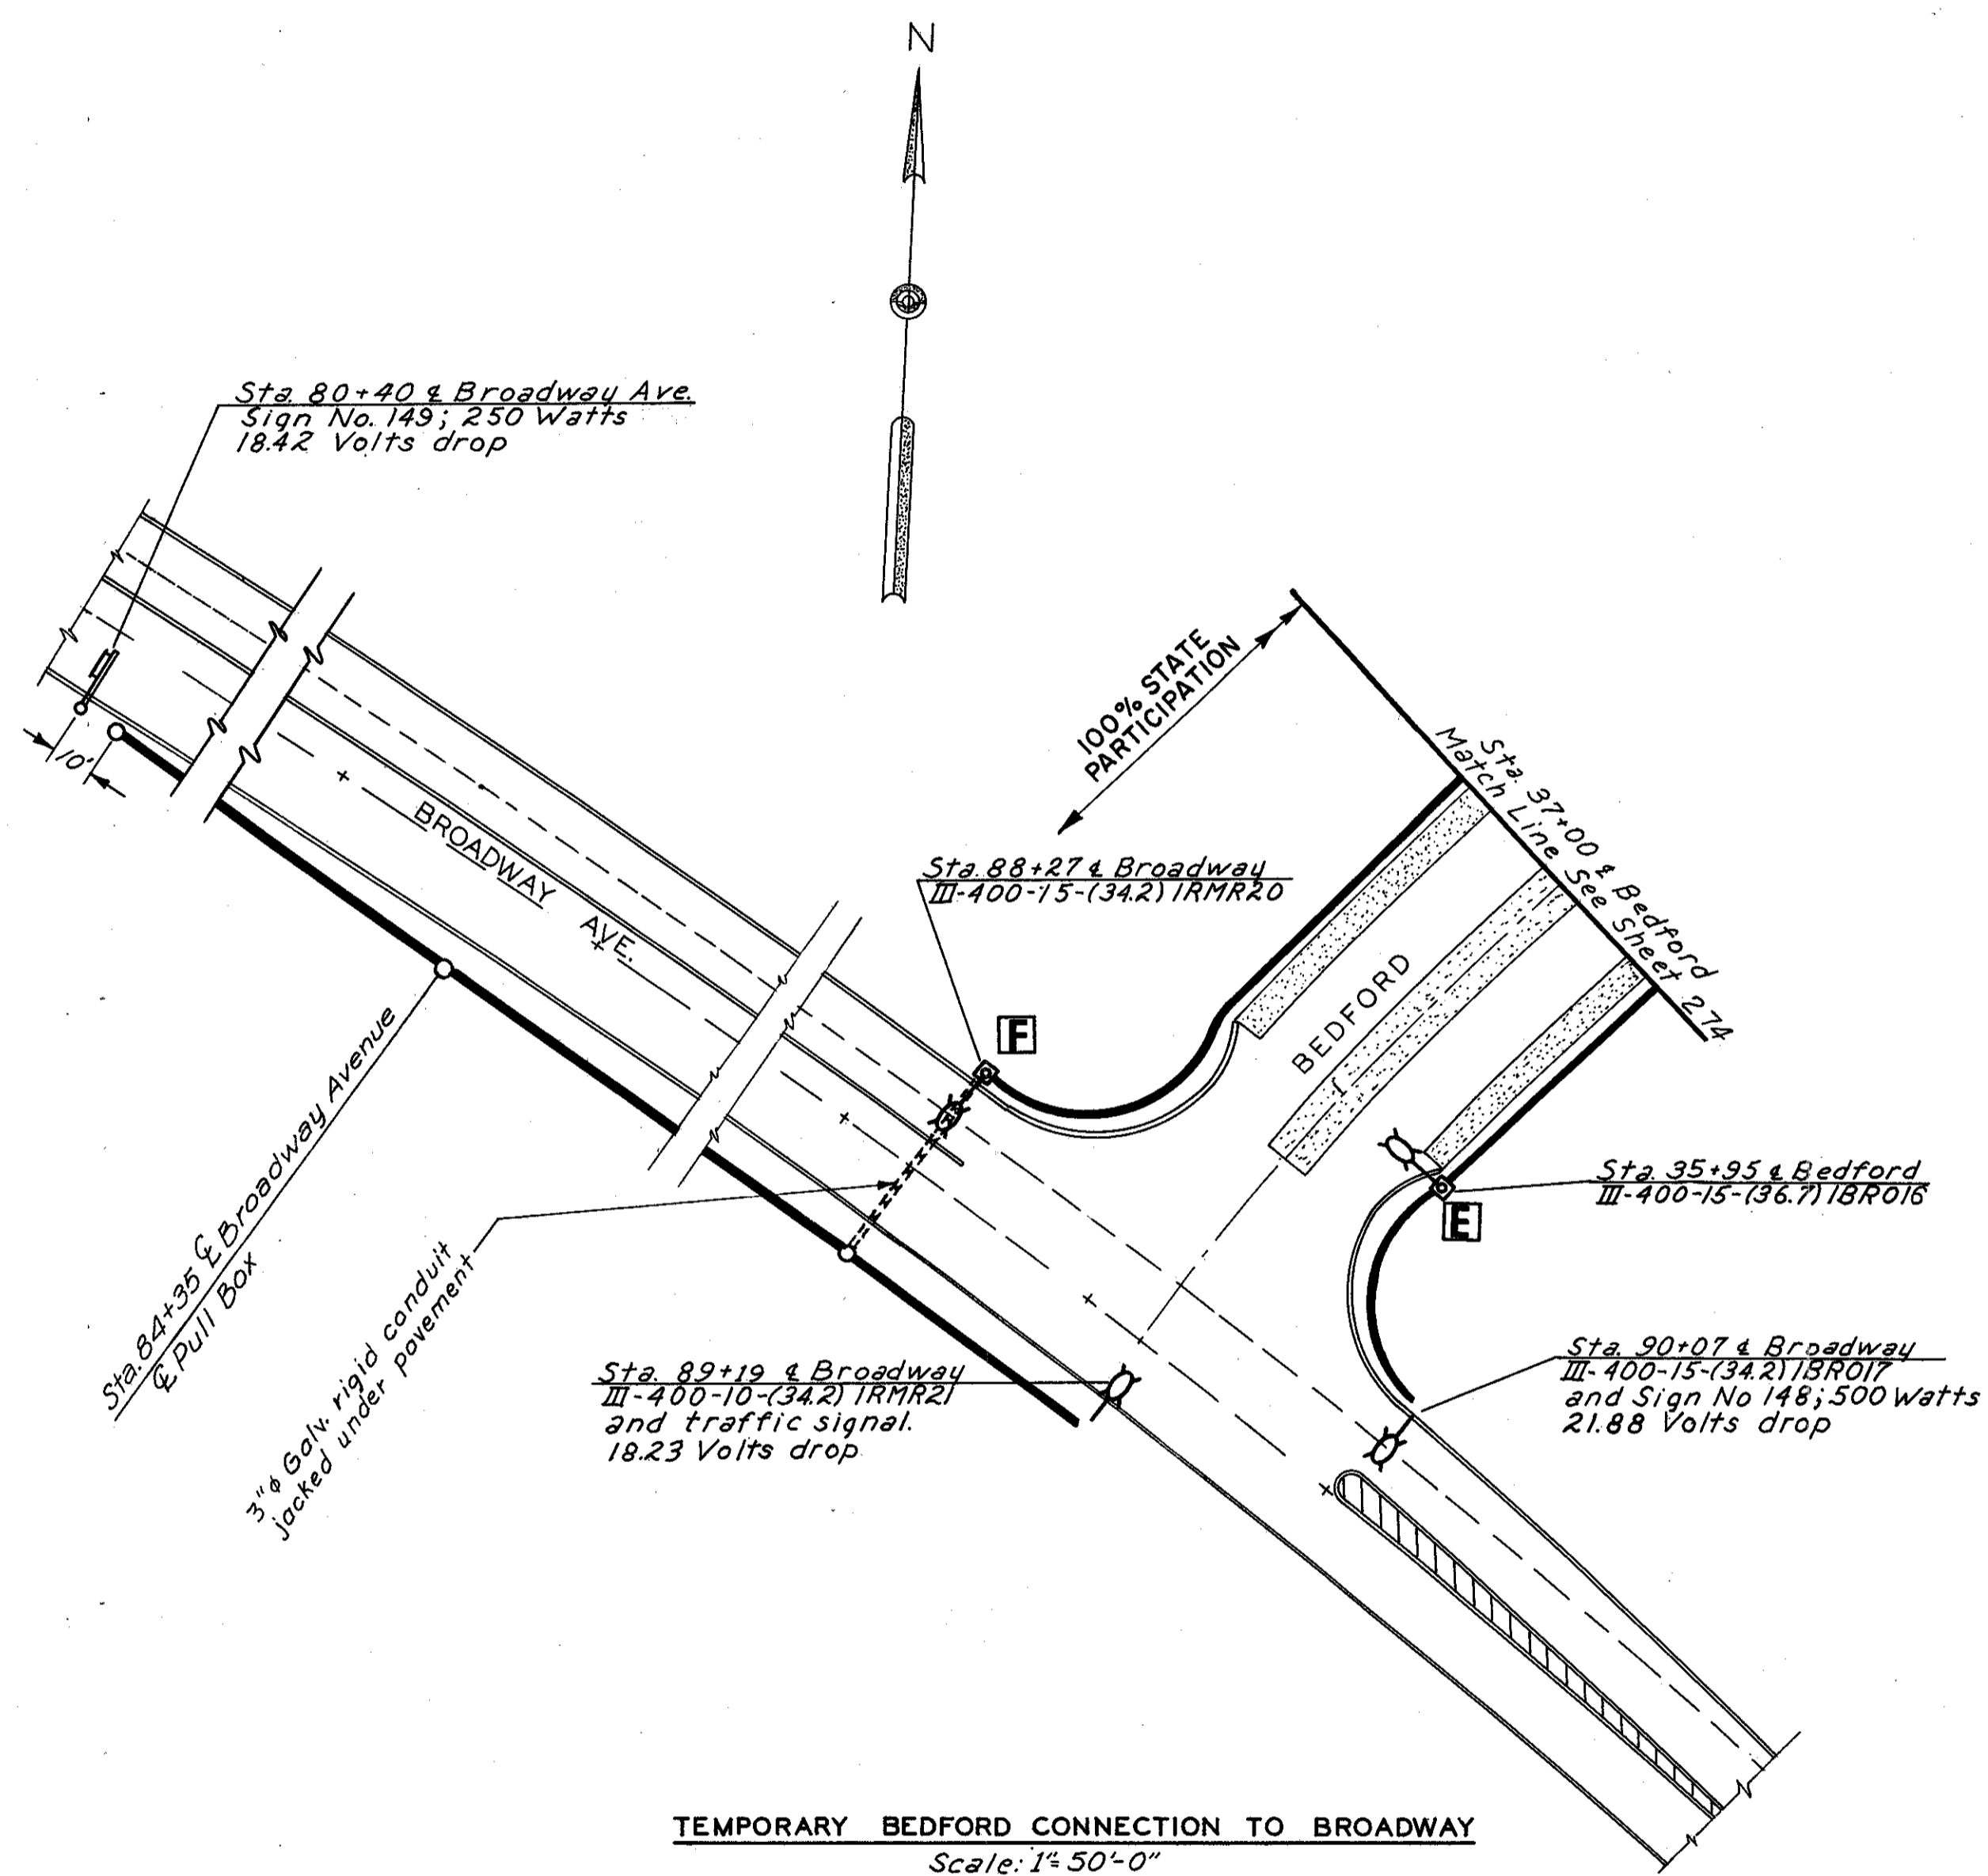 N
Sta. 80+40 ℄ Broadway Ave.
Sign No. 149; 250 Watts
18.42 Volts drop
10'
BROADWAY AVE.
100% STATE
PARTICIPATION
Sta. 37+00 ℄ Bedford
Match Line See Sheet 274
Sta. 88+27 ℄ Broadway
III-400-15-(34.2) 1RMR20
F
BEDFORD
Sta. 35+95 ℄ Bedford
III-400-15-(36.7) 1BR016
E
Sta. 84+35 ℄ Broadway Avenue
℄ Pull Box
3"φ Galv. rigid conduit
jacked under pavement
Sta. 89+19 ℄ Broadway
III-400-10-(34.2) 1RMR21
and traffic signal.
18.23 Volts drop
Sta. 90+07 ℄ Broadway
III-400-15-(34.2) 1BR017
and Sign No 148; 500 Watts
21.88 Volts drop
TEMPORARY BEDFORD CONNECTION TO BROADWAY
Scale: 1"=50'-0"